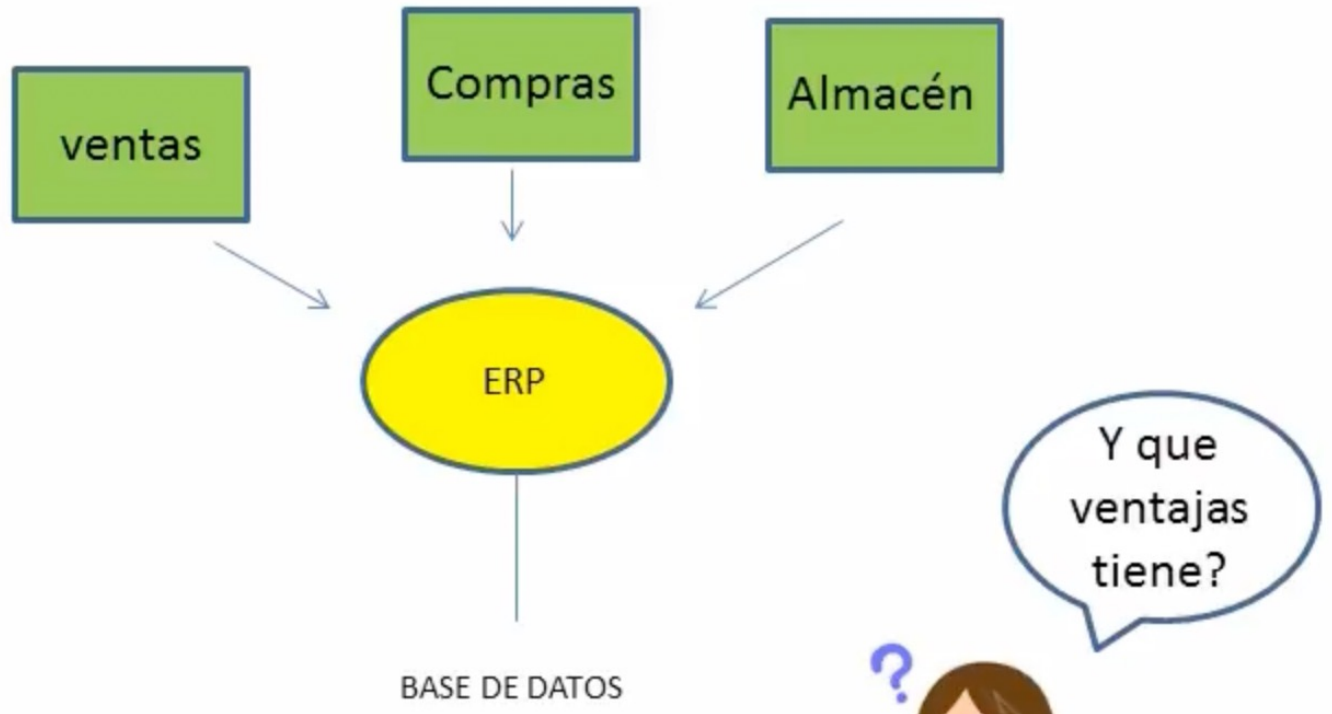 ventas
Compras
Almacén
ERP
Y que
ventajas
tiene?
?
BASE DE DATOS